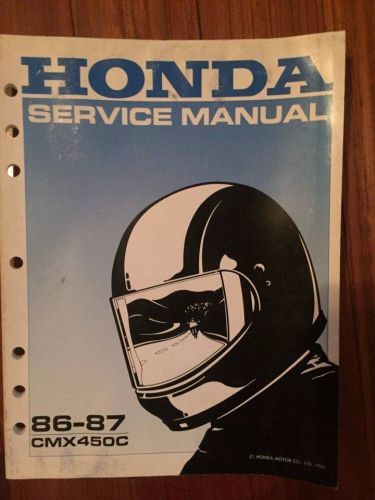 HONDA
SERVICE MANUAL
86-87
CMX450C
© HONDA MOTOR CO., LTD.